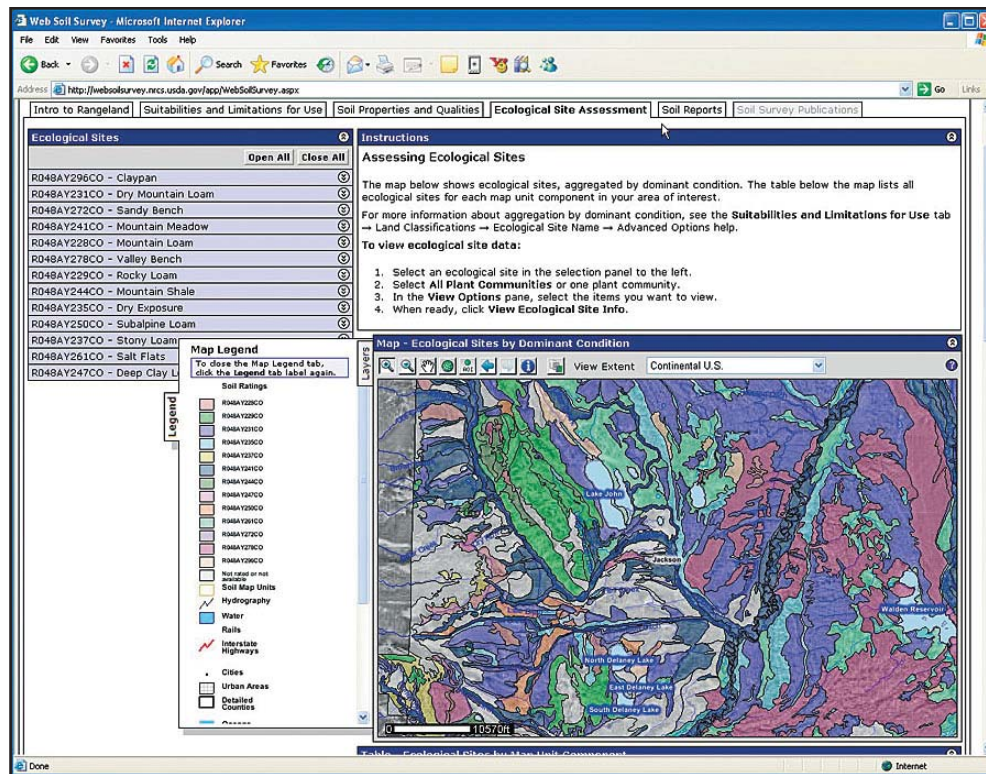 Web Soil Survey - Microsoft Internet Explorer
File Edit View Favorites Tools Help
Back Search Favorites
Address http://websoilsurvey.nrcs.usda.gov/app/WebSoilSurvey.aspx Go Links
Intro to Rangeland Suitabilities and Limitations for Use Soil Properties and Qualities Ecological Site Assessment Soil Reports Soil Survey Publications
Ecological Sites
Open All Close All
R048AY296CO - Claypan
R048AY231CO - Dry Mountain Loam
R048AY272CO - Sandy Bench
R048AY241CO - Mountain Meadow
R048AY228CO - Mountain Loam
R048AY278CO - Valley Bench
R048AY229CO - Rocky Loam
R048AY244CO - Mountain Shale
R048AY235CO - Dry Exposure
R048AY250CO - Subalpine Loam
R048AY237CO - Stony Loam
R048AY261CO - Salt Flats
R048AY247CO - Deep Clay L
Instructions
Assessing Ecological Sites
The map below shows ecological sites, aggregated by dominant condition. The table below the map lists all
ecological sites for each map unit component in your area of interest.
For more information about aggregation by dominant condition, see the Suitabilities and Limitations for Use tab
→ Land Classifications → Ecological Site Name → Advanced Options help.
To view ecological site data:
1. Select an ecological site in the selection panel to the left.
2. Select All Plant Communities or one plant community.
3. In the View Options pane, select the items you want to view.
4. When ready, click View Ecological Site Info.
Legend
Map Legend
To close the Map Legend tab,
click the Legend tab label again.
Soil Ratings
R048AY228CO
R048AY229CO
R048AY231CO
R048AY235CO
R048AY237CO
R048AY241CO
R048AY244CO
R048AY247CO
R048AY250CO
R048AY261CO
R048AY272CO
R048AY278CO
R048AY296CO
Not rated or not
available
Soil Map Units
Hydrography
Water
Rails
Interstate
Highways
Cities
Urban Areas
Detailed
Counties
Oceans
Layers
Map - Ecological Sites by Dominant Condition
AOI View Extent Continental U.S.
Lake John
Jackson
Walden Reservoir
North Delaney Lake
East Delaney Lake
South Delaney Lake
0 10570ft
Table - Ecological Sites by Map Unit Component
Done Internet